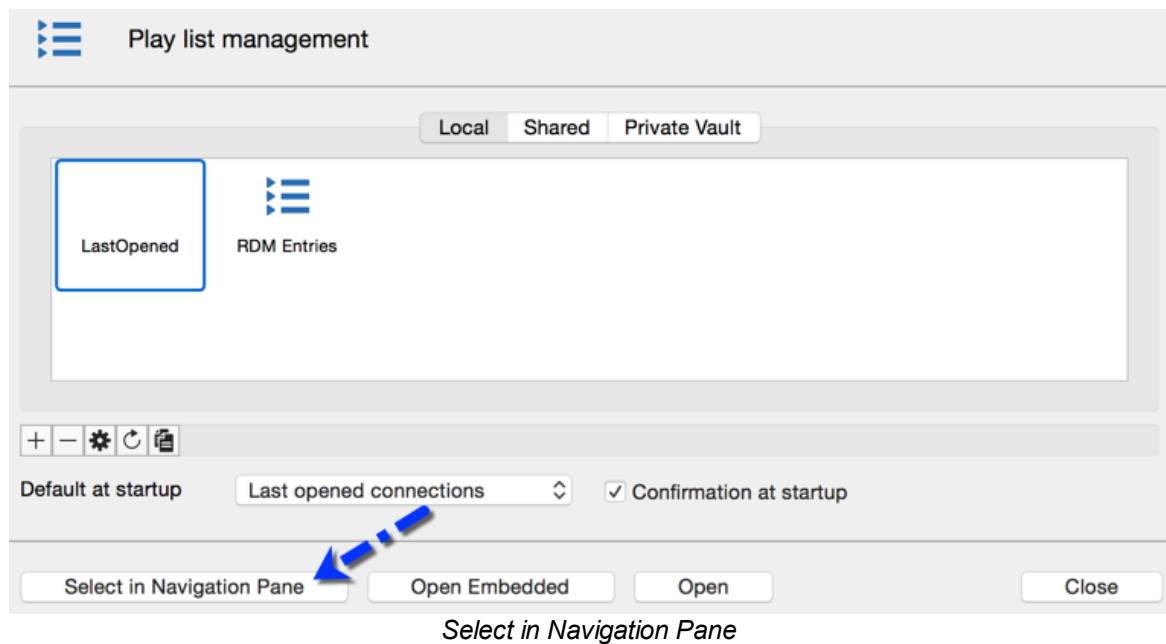 Play list management
Local Shared Private Vault
LastOpened RDM Entries
Default at startup Last opened connections Confirmation at startup
Select in Navigation Pane Open Embedded Open Close
Select in Navigation Pane